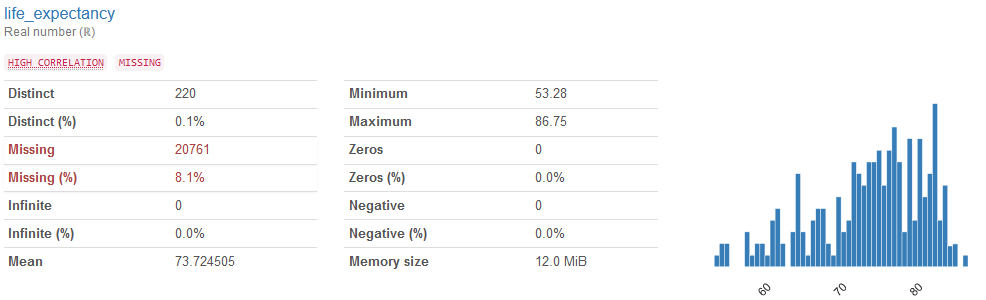 life_expectancy
Real number (ℝ)
HIGH CORRELATION MISSING
Distinct 220
Distinct (%) 0.1%
Missing 20761
Missing (%) 8.1%
Infinite 0
Infinite (%) 0.0%
Mean 73.724505
Minimum 53.28
Maximum 86.75
Zeros 0
Zeros (%) 0.0%
Negative 0
Negative (%) 0.0%
Memory size 12.0 MiB
60 70 80